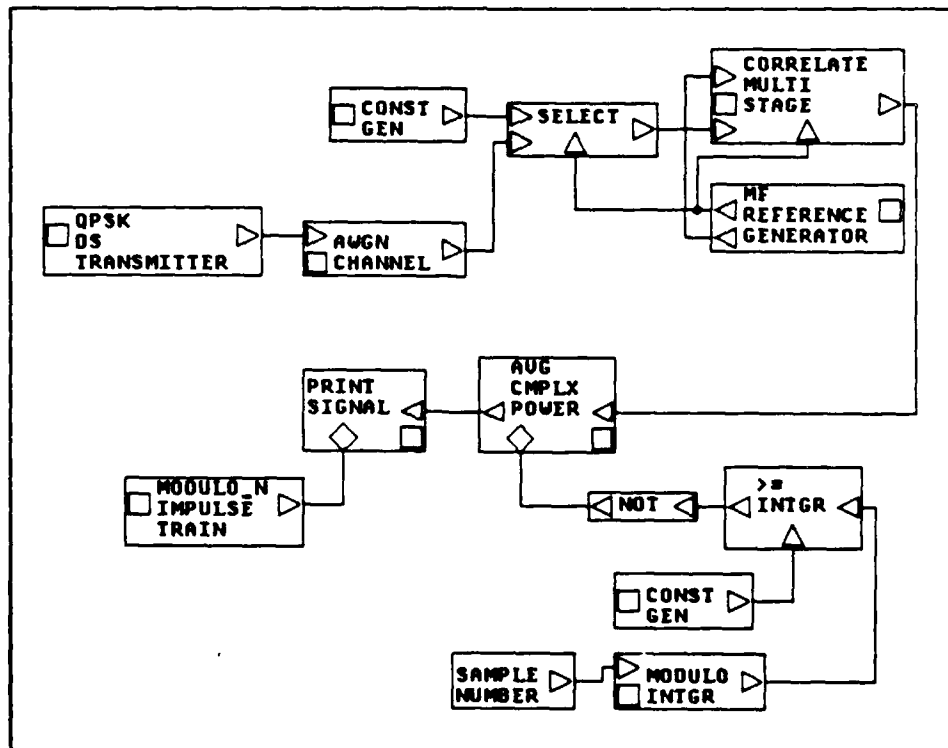 CORRELATE
MULTI
STAGE
CONST
GEN
SELECT
MF
REFERENCE
GENERATOR
QPSK
DS
TRANSMITTER
AWGN
CHANNEL
AVG
CMPLX
POWER
PRINT
SIGNAL
MODULO_N
IMPULSE
TRAIN
NOT
>=
INTGR
CONST
GEN
SAMPLE
NUMBER
MODULO
INTGR